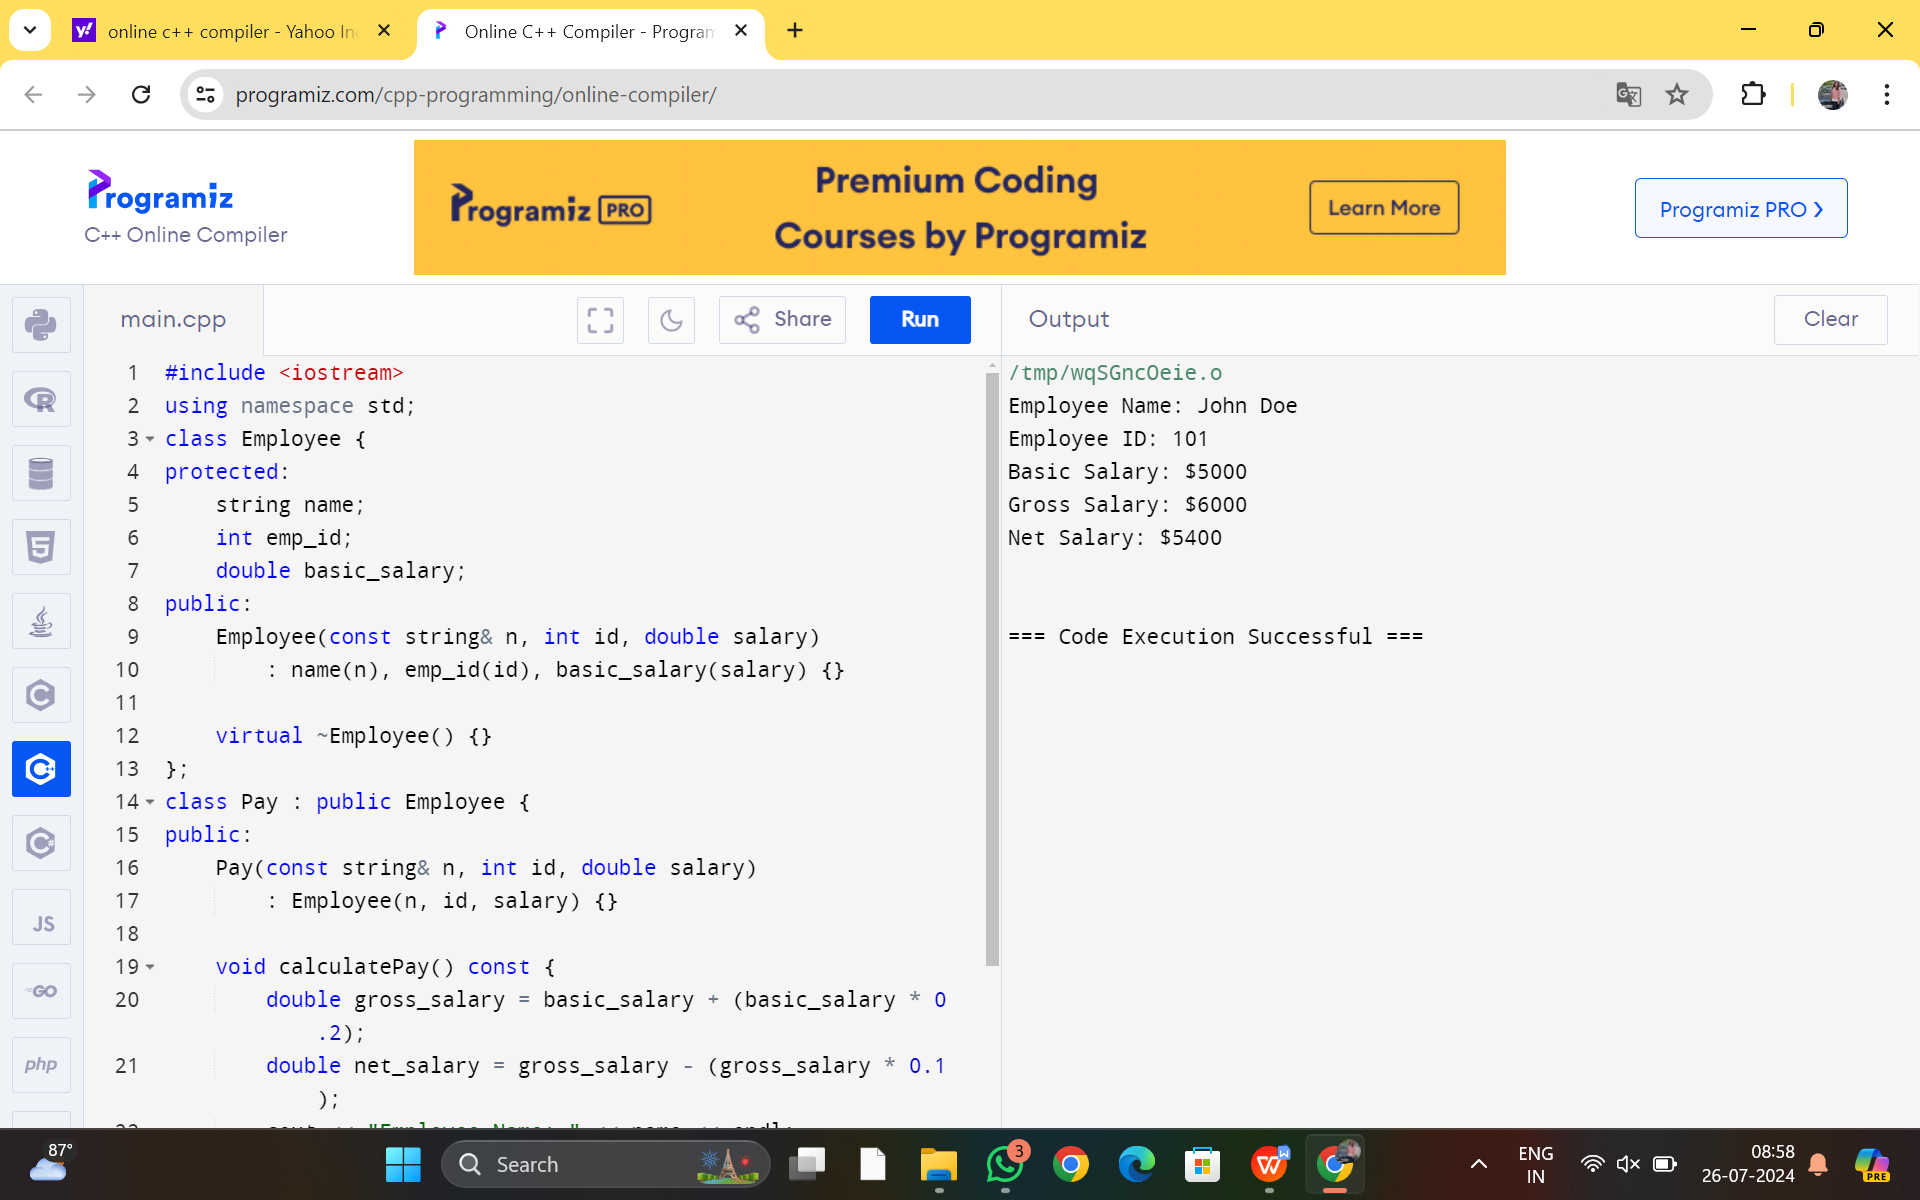 online c++ compiler - Yahoo In
Online C++ Compiler - Program
programiz.com/cpp-programming/online-compiler/
Programiz
C++ Online Compiler
Programiz PRO
Premium Coding
Courses by Programiz
Learn More
Programiz PRO ❯
main.cpp
Share
Run
Output
Clear
1 #include <iostream>
2 using namespace std;
3 class Employee {
4 protected:
5 string name;
6 int emp_id;
7 double basic_salary;
8 public:
9 Employee(const string& n, int id, double salary)
10 : name(n), emp_id(id), basic_salary(salary) {}
11
12 virtual ~Employee() {}
13 };
14 class Pay : public Employee {
15 public:
16 Pay(const string& n, int id, double salary)
17 : Employee(n, id, salary) {}
18
19 void calculatePay() const {
20 double gross_salary = basic_salary + (basic_salary * 0
.2);
21 double net_salary = gross_salary - (gross_salary * 0.1
);
/tmp/wqSGncOeie.o
Employee Name: John Doe
Employee ID: 101
Basic Salary: $5000
Gross Salary: $6000
Net Salary: $5400
=== Code Execution Successful ===
JS
GO
php
87°
Search
3
ENG
IN
08:58
26-07-2024
PRE